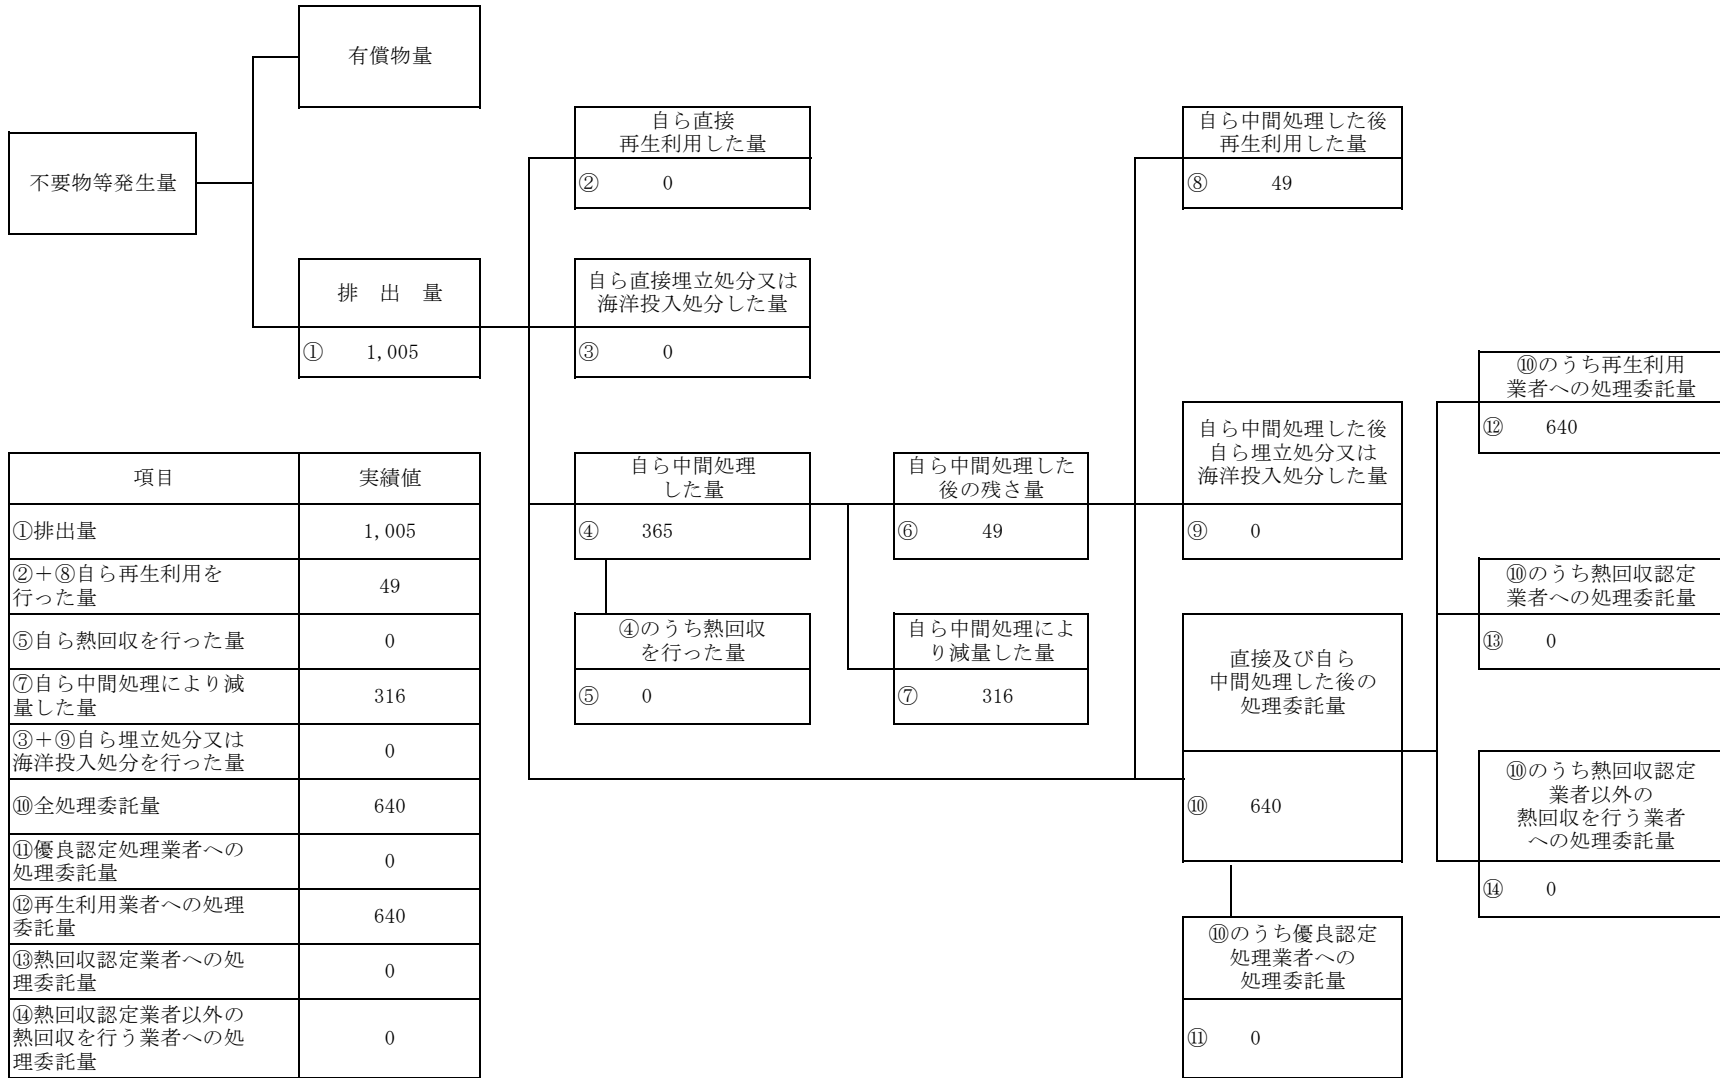 有償物量
不要物等発生量
排 出 量
① 1,005
自ら直接
再生利用した量
② 0
自ら直接埋立処分又は
海洋投入処分した量
③ 0
自ら中間処理
した量
④ 365
④のうち熱回収
を行った量
⑤ 0
自ら中間処理した
後の残さ量
⑥ 49
自ら中間処理によ
り減量した量
⑦ 316
自ら中間処理した後
再生利用した量
⑧ 49
自ら中間処理した後
自ら埋立処分又は
海洋投入処分した量
⑨ 0
直接及び自ら
中間処理した後の
処理委託量
⑩ 640
⑩のうち優良認定
処理業者への
処理委託量
⑪ 0
⑩のうち再生利用
業者への処理委託量
⑫ 640
⑩のうち熱回収認定
業者への処理委託量
⑬ 0
⑩のうち熱回収認定
業者以外の
熱回収を行う業者
への処理委託量
⑭ 0
項目 実績値
①排出量 1,005
②＋⑧自ら再生利用を
行った量 49
⑤自ら熱回収を行った量 0
⑦自ら中間処理により減
量した量 316
③＋⑨自ら埋立処分又は
海洋投入処分を行った量 0
⑩全処理委託量 640
⑪優良認定処理業者への
処理委託量 0
⑫再生利用業者への処理
委託量 640
⑬熱回収認定業者への処
理委託量 0
⑭熱回収認定業者以外の
熱回収を行う業者への処
理委託量 0